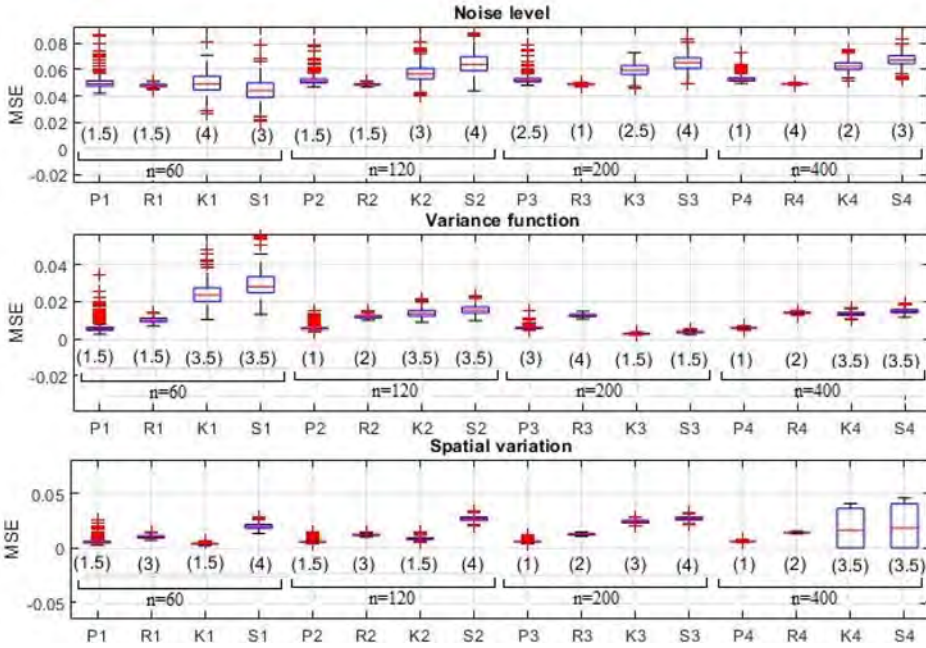 Noise level
0.08
0.06
0.04
0.02
0
-0.02
MSE
(1.5) (1.5) (4) (3) (1.5) (1.5) (3) (4) (2.5) (1) (2.5) (4) (1) (4) (2) (3)
n=60 n=120 n=200 n=400
P1 R1 K1 S1 P2 R2 K2 S2 P3 R3 K3 S3 P4 R4 K4 S4
Variance function
0.04
0.02
0
-0.02
MSE
(1.5) (1.5) (3.5) (3.5) (1) (2) (3.5) (3.5) (3) (4) (1.5) (1.5) (1) (2) (3.5) (3.5)
n=60 n=120 n=200 n=400
P1 R1 K1 S1 P2 R2 K2 S2 P3 R3 K3 S3 P4 R4 K4 S4
Spatial variation
0.05
0
-0.05
MSE
(1.5) (3) (1.5) (4) (1.5) (3) (1.5) (4) (1) (2) (3) (4) (1) (2) (3.5) (3.5)
n=60 n=120 n=200 n=400
P1 R1 K1 S1 P2 R2 K2 S2 P3 R3 K3 S3 P4 R4 K4 S4